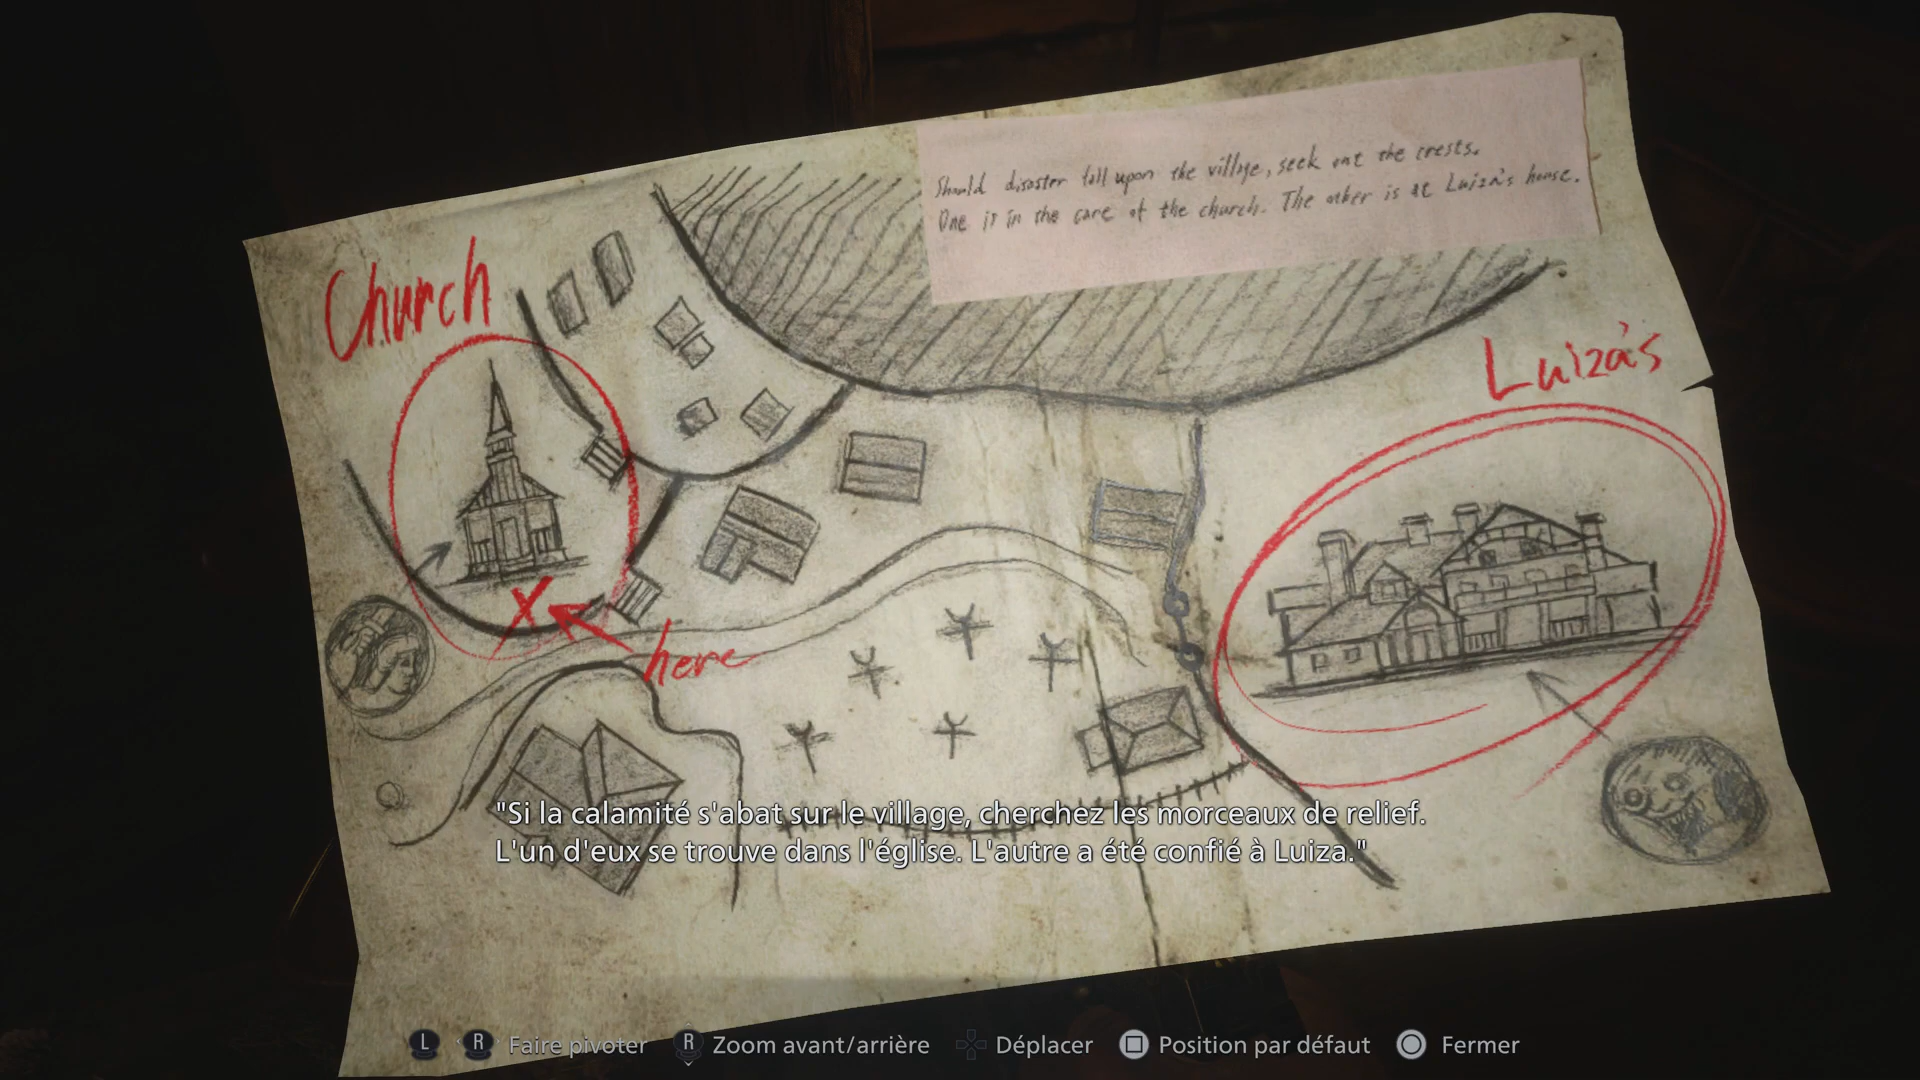 Should disaster fall upon the village, seek out the crests.
One is in the care of the church. The other is at Luiza's house.
Church
Luiza's
X
here
"Si la calamité s'abat sur le village, cherchez les morceaux de relief.
L'un d'eux se trouve dans l'église. L'autre a été confié à Luiza."
L R Faire pivoter R Zoom avant/arrière Déplacer Position par défaut Fermer